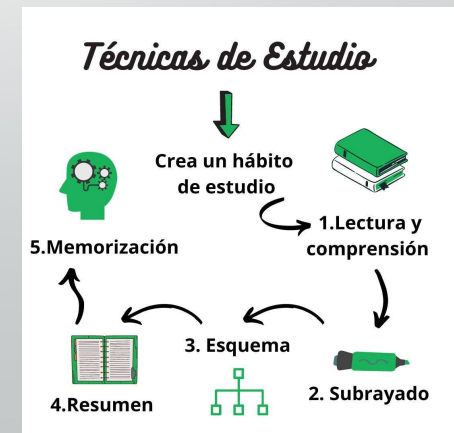 Técnicas de Estudio
Crea un hábito
de estudio
1.Lectura y
comprensión
2. Subrayado
3. Esquema
4.Resumen
5.Memorización